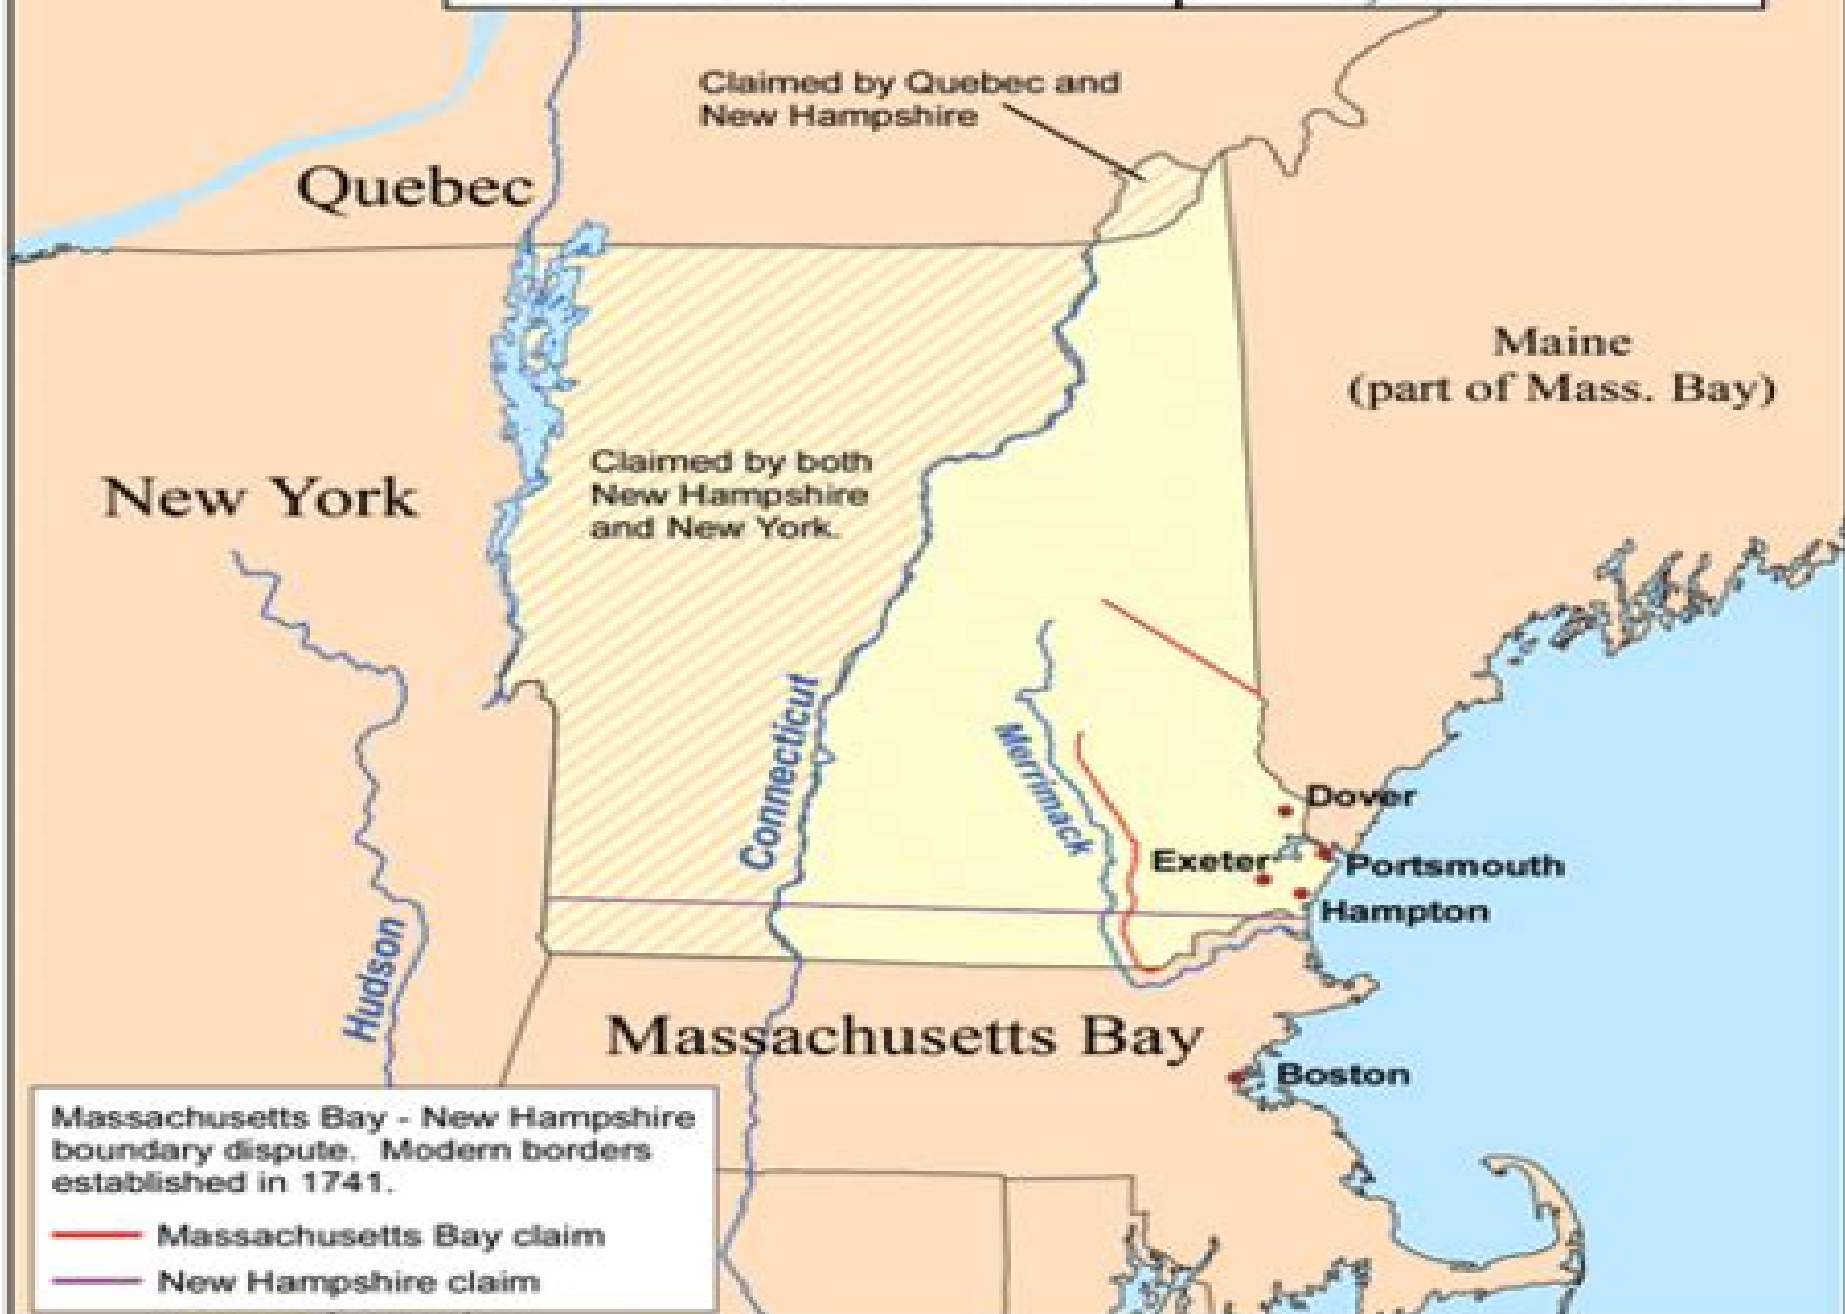 Claimed by Quebec and
New Hampshire
Quebec
Maine
(part of Mass. Bay)
Claimed by both
New Hampshire
and New York.
New York
Connecticut
Merrimack
Dover
Exeter
Portsmouth
Hampton
Hudson
Massachusetts Bay
Boston
Massachusetts Bay - New Hampshire
boundary dispute.  Modern borders
established in 1741.
Massachusetts Bay claim
New Hampshire claim